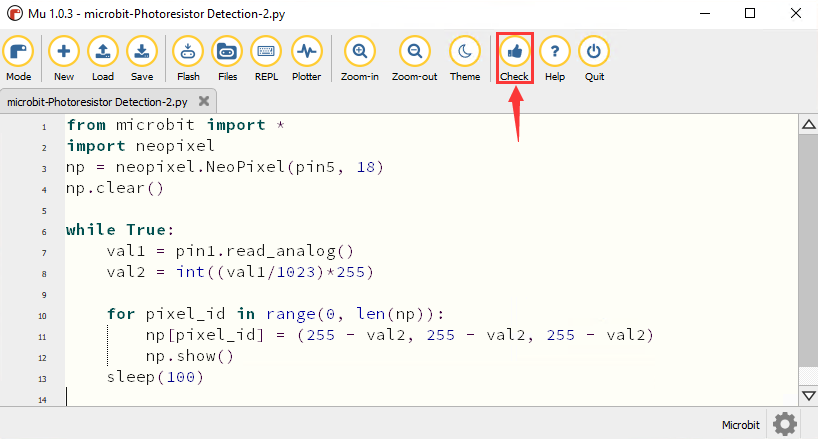 Mu 1.0.3 - microbit-Photoresistor Detection-2.py
Mode New Load Save Flash Files REPL Plotter Zoom-in Zoom-out Theme Check Help Quit
microbit-Photoresistor Detection-2.py
1 from microbit import *
2 import neopixel
3 np = neopixel.NeoPixel(pin5, 18)
4 np.clear()
5
6 while True:
7     val1 = pin1.read_analog()
8     val2 = int((val1/1023)*255)
9
10     for pixel_id in range(0, len(np)):
11         np[pixel_id] = (255 - val2, 255 - val2, 255 - val2)
12         np.show()
13     sleep(100)
14
Microbit